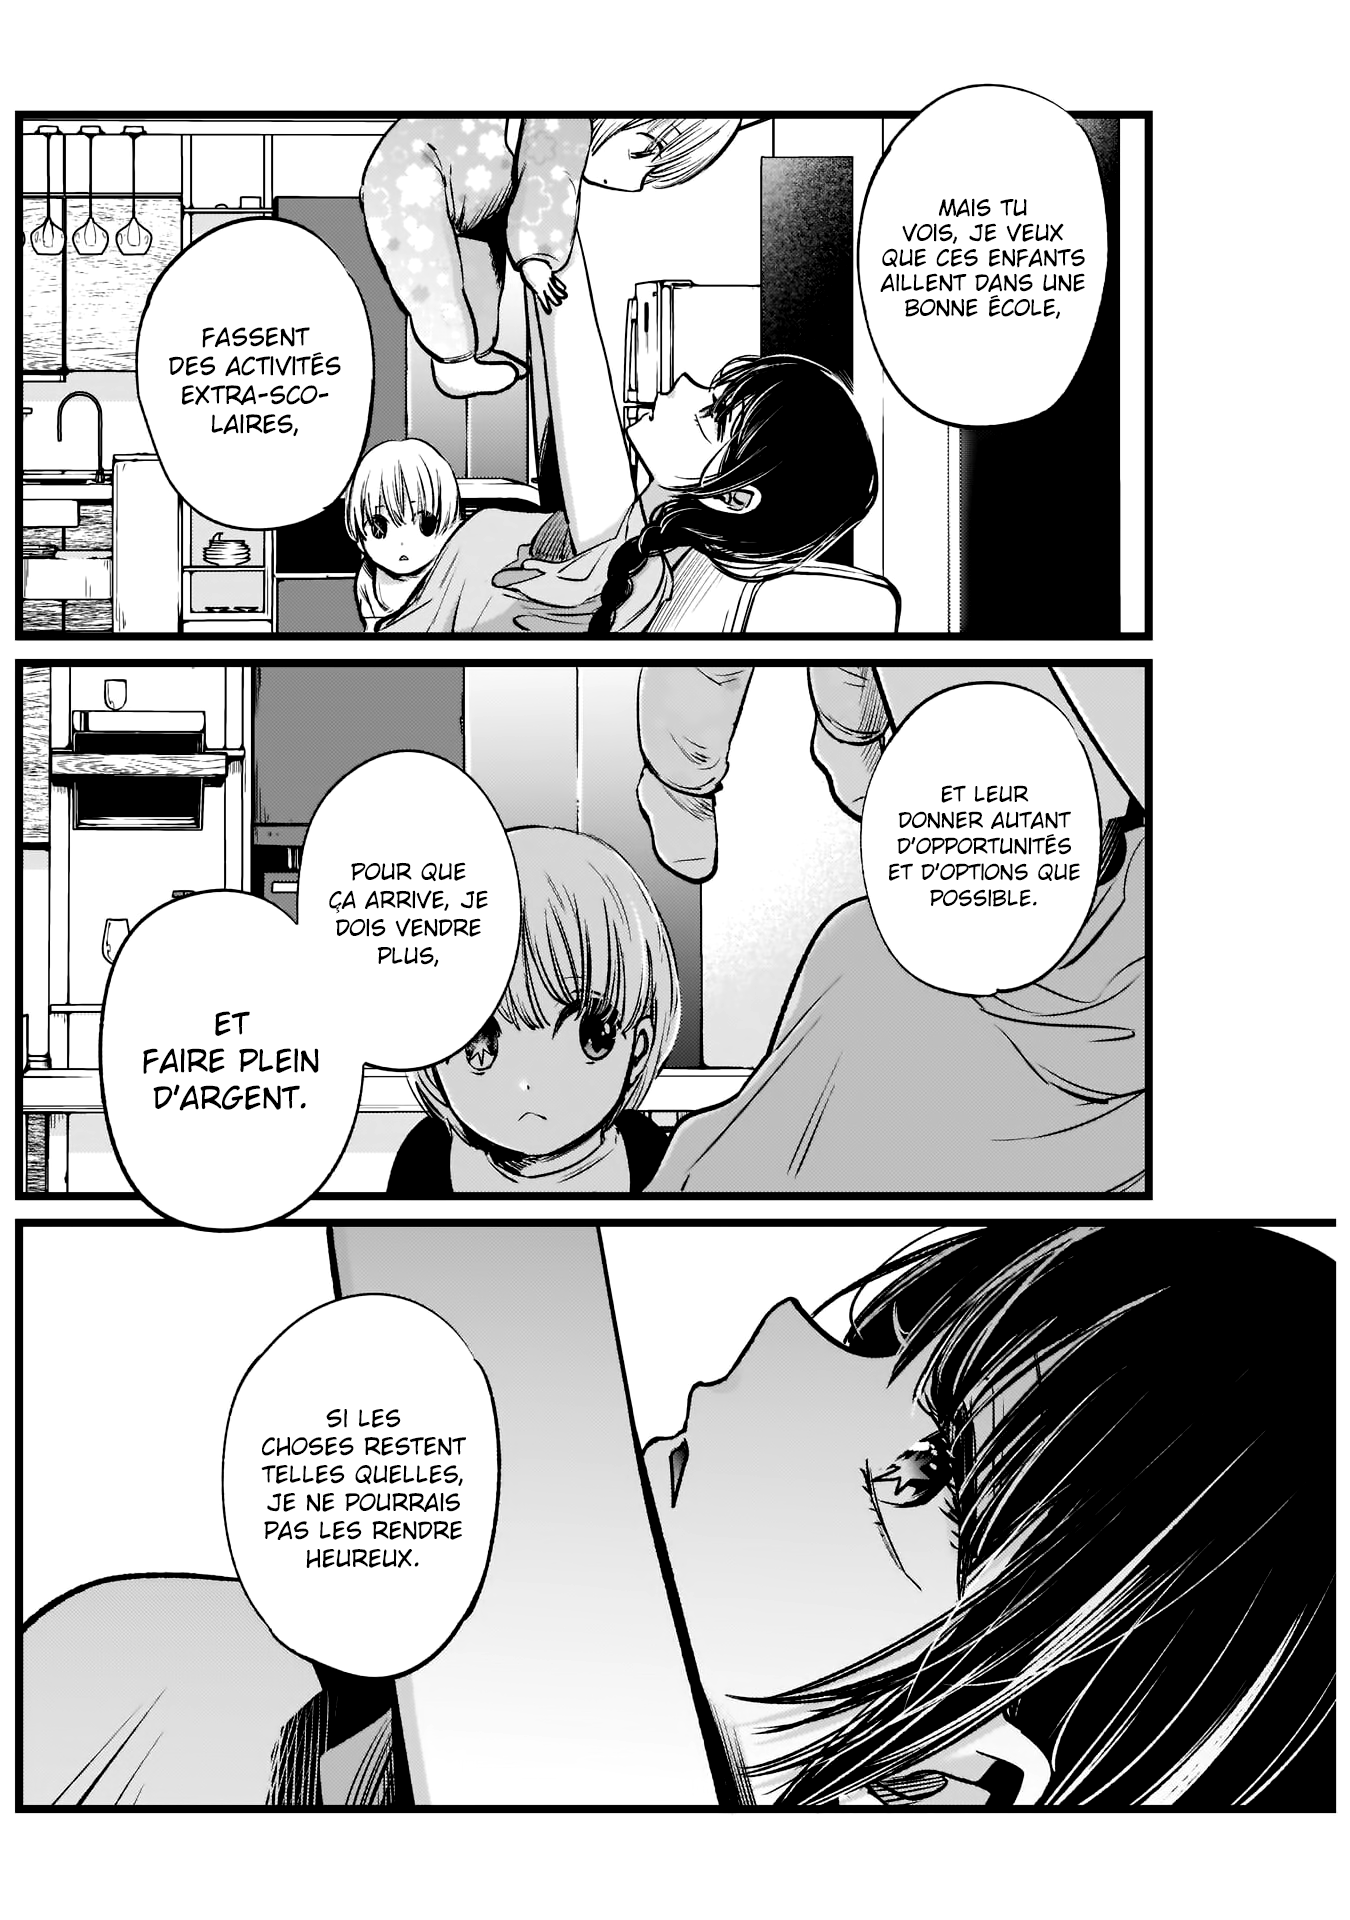 MAIS TU
VOIS, JE VEUX
QUE CES ENFANTS
AILLENT DANS UNE
BONNE ÉCOLE,
FASSENT
DES ACTIVITÉS
EXTRA-SCO-
LAIRES,
ET LEUR
DONNER AUTANT
D'OPPORTUNITÉS
ET D'OPTIONS QUE
POSSIBLE.
POUR QUE
ÇA ARRIVE, JE
DOIS VENDRE
PLUS,
ET
FAIRE PLEIN
D'ARGENT.
SI LES
CHOSES RESTENT
TELLES QUELLES,
JE NE POURRAIS
PAS LES RENDRE
HEUREUX.